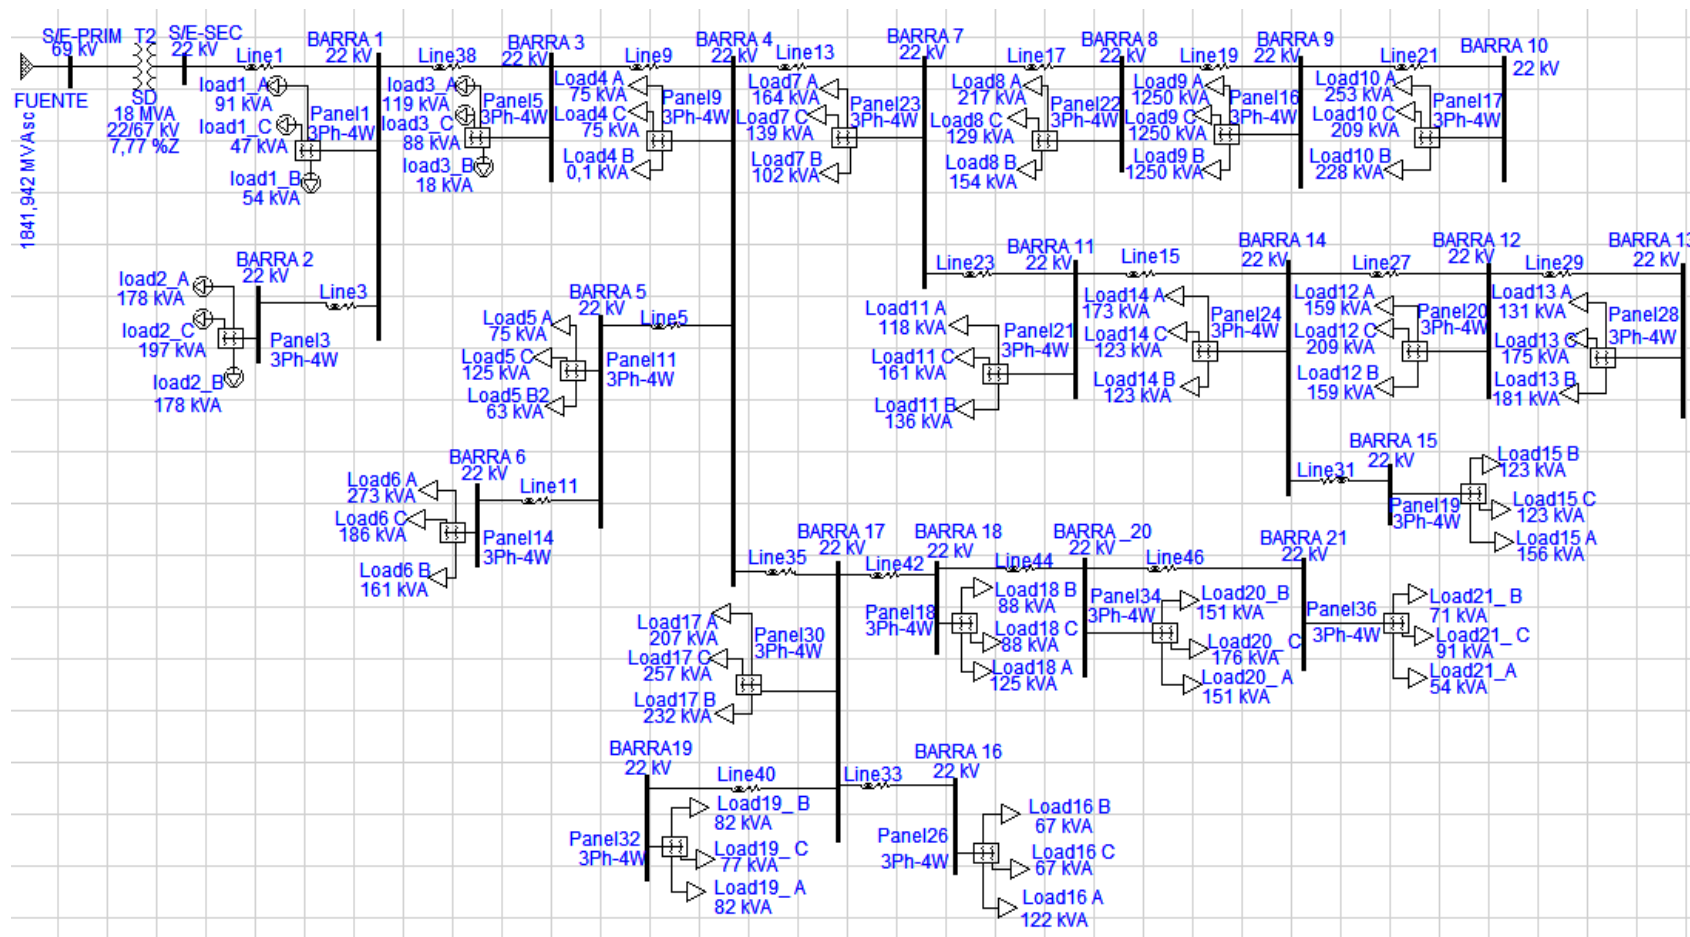 S/E-PRIM
69 kV
T2
S/E-SEC
22 kV
Line1
BARRA 1
22 kV
Line38
BARRA 3
22 kV
Line9
BARRA 4
22 kV
Line13
BARRA 7
22 kV
Line17
BARRA 8
22 kV
Line19
BARRA 9
22 kV
Line21
BARRA 10
22 kV
FUENTE
1841,942 MVAsc
SD
18 MVA
22/67 kV
7,77 %Z
load1_A
91 kVA
load1_C
47 kVA
load1_B
54 kVA
Panel1
3Ph-4W
load3_A
119 kVA
load3_C
88 kVA
load3_B
18 kVA
Panel5
3Ph-4W
Load4 A
75 kVA
Load4 C
75 kVA
Load4 B
0,1 kVA
Panel9
3Ph-4W
Load7 A
164 kVA
Load7 C
139 kVA
Load7 B
102 kVA
Panel23
3Ph-4W
Load8 A
217 kVA
Load8 C
129 kVA
Load8 B
154 kVA
Panel22
3Ph-4W
Load9 A
1250 kVA
Load9 C
1250 kVA
Load9 B
1250 kVA
Panel16
3Ph-4W
Load10 A
253 kVA
Load10 C
209 kVA
Load10 B
228 kVA
Panel17
3Ph-4W
BARRA 2
22 kV
load2_A
178 kVA
load2_C
197 kVA
load2_B
178 kVA
Line3
Panel3
3Ph-4W
BARRA 5
22 kV
Line5
Load5 A
75 kVA
Load5 C
125 kVA
Load5 B2
63 kVA
Panel11
3Ph-4W
Line23
BARRA 11
22 kV
Line15
BARRA 14
22 kV
Line27
BARRA 12
22 kV
Line29
BARRA 13
22 kV
Load11 A
118 kVA
Load11 C
161 kVA
Load11 B
136 kVA
Panel21
3Ph-4W
Load14 A
173 kVA
Load14 C
123 kVA
Load14 B
123 kVA
Panel24
3Ph-4W
Load12 A
159 kVA
Load12 C
209 kVA
Load12 B
159 kVA
Panel20
3Ph-4W
Load13 A
131 kVA
Load13 C
175 kVA
Load13 B
181 kVA
Panel28
3Ph-4W
BARRA 6
22 kV
Line11
Load6 A
273 kVA
Load6 C
186 kVA
Load6 B
161 kVA
Panel14
3Ph-4W
Line31
BARRA 15
22 kV
Panel19
3Ph-4W
Load15 B
123 kVA
Load15 C
123 kVA
Load15 A
156 kVA
Line35
BARRA 17
22 kV
Line42
BARRA 18
22 kV
Line44
BARRA _20
22 kV
Line46
BARRA 21
22 kV
Load17 A
207 kVA
Load17 C
257 kVA
Load17 B
232 kVA
Panel30
3Ph-4W
Panel18
3Ph-4W
Load18 B
88 kVA
Load18 C
88 kVA
Load18 A
125 kVA
Panel34
3Ph-4W
Load20_B
151 kVA
Load20_ C
176 kVA
Load20_ A
151 kVA
Panel36
3Ph-4W
Load21_ B
71 kVA
Load21_ C
91 kVA
Load21_A
54 kVA
BARRA19
22 kV
Line40
Line33
BARRA 16
22 kV
Panel32
3Ph-4W
Load19_ B
82 kVA
Load19_ C
77 kVA
Load19_ A
82 kVA
Panel26
3Ph-4W
Load16 B
67 kVA
Load16 C
67 kVA
Load16 A
122 kVA